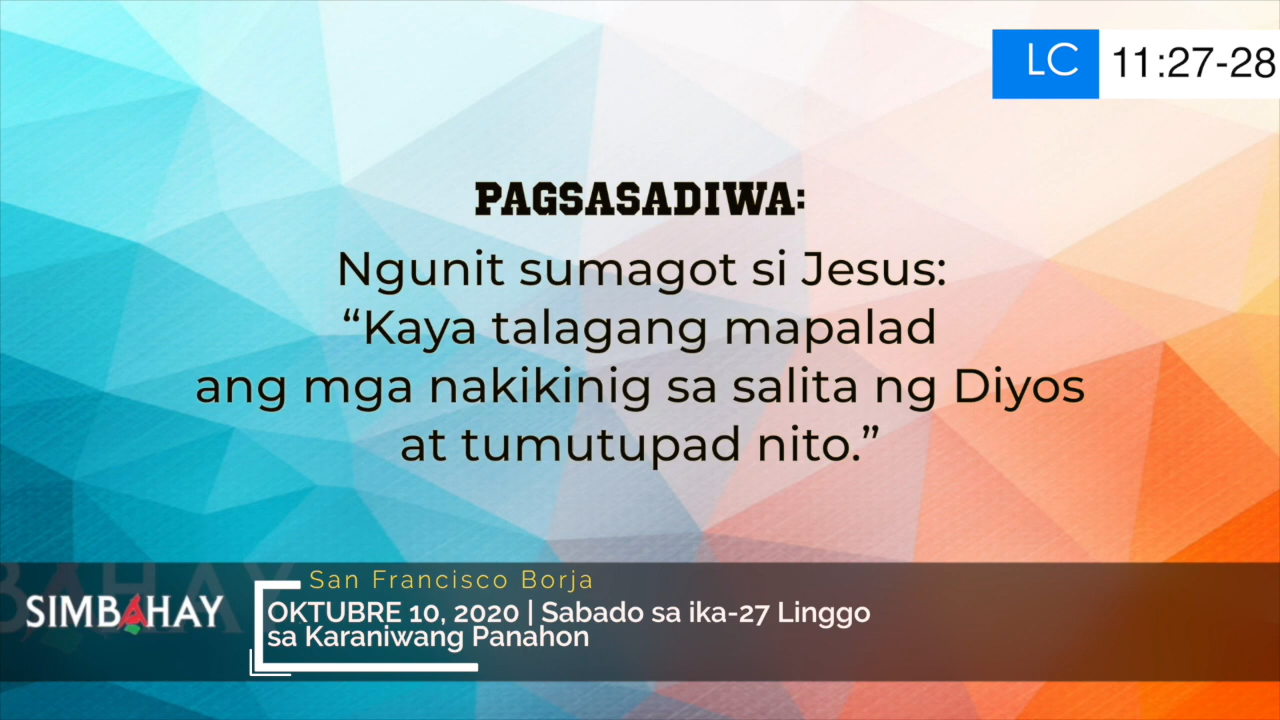 LC 11:27-28
PAGSASADIWA:
Ngunit sumagot si Jesus:
“Kaya talagang mapalad
ang mga nakikinig sa salita ng Diyos
at tumutupad nito.”
San Francisco Borja
SIMBAHAY
OKTUBRE 10, 2020 | Sabado sa ika-27 Linggo
sa Karaniwang Panahon